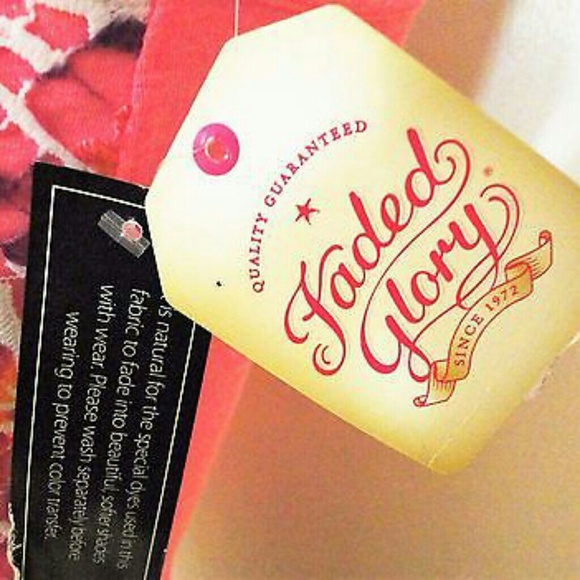 QUALITY GUARANTEED
Faded
Glory
®
SINCE 1972
is natural for the special dyes used in this
fabric to fade into beautiful, softer shades
with wear. Please wash separately before
wearing to prevent color transfer.